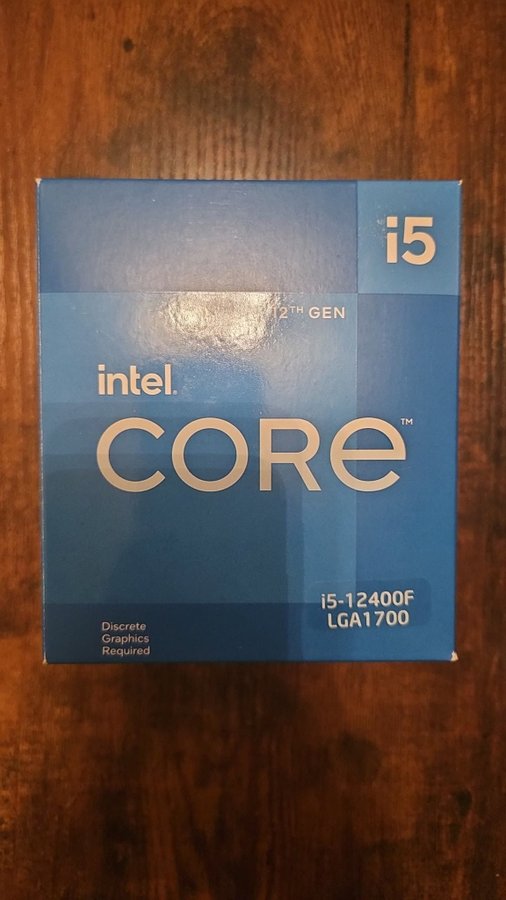 i5
12TH GEN
intel.
CORe™
i5-12400F
LGA1700
Discrete
Graphics
Required